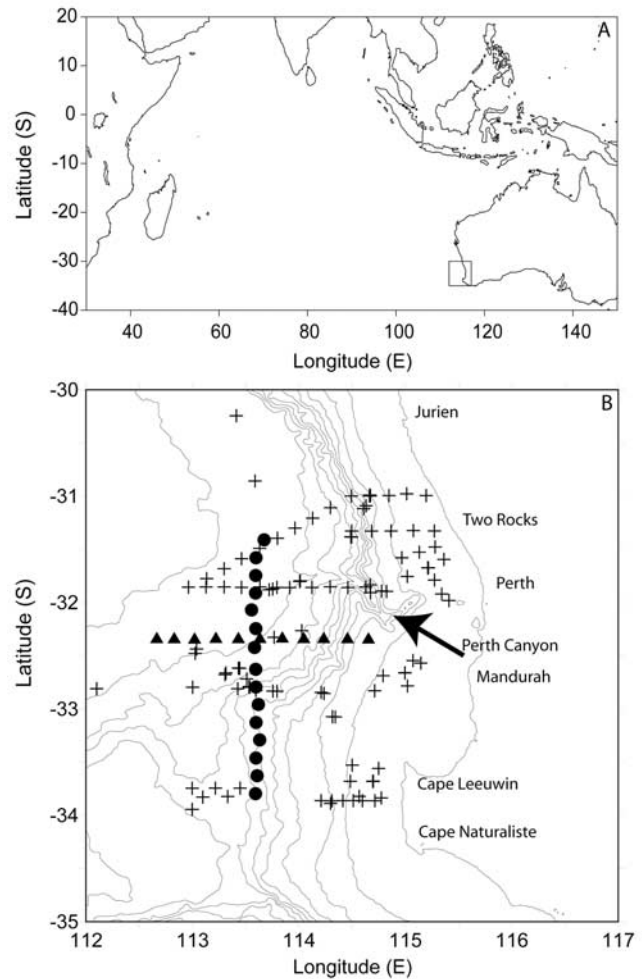 20
A
10
0
-10
-20
-30
-40
Latitude (S)
40 60 80 100 120 140
Longitude (E)
-30
B
Jurien
-31
Two Rocks
Perth
-32
Perth Canyon
Mandurah
-33
Cape Leeuwin
-34
Cape Naturaliste
-35
Latitude (S)
112 113 114 115 116 117
Longitude (E)